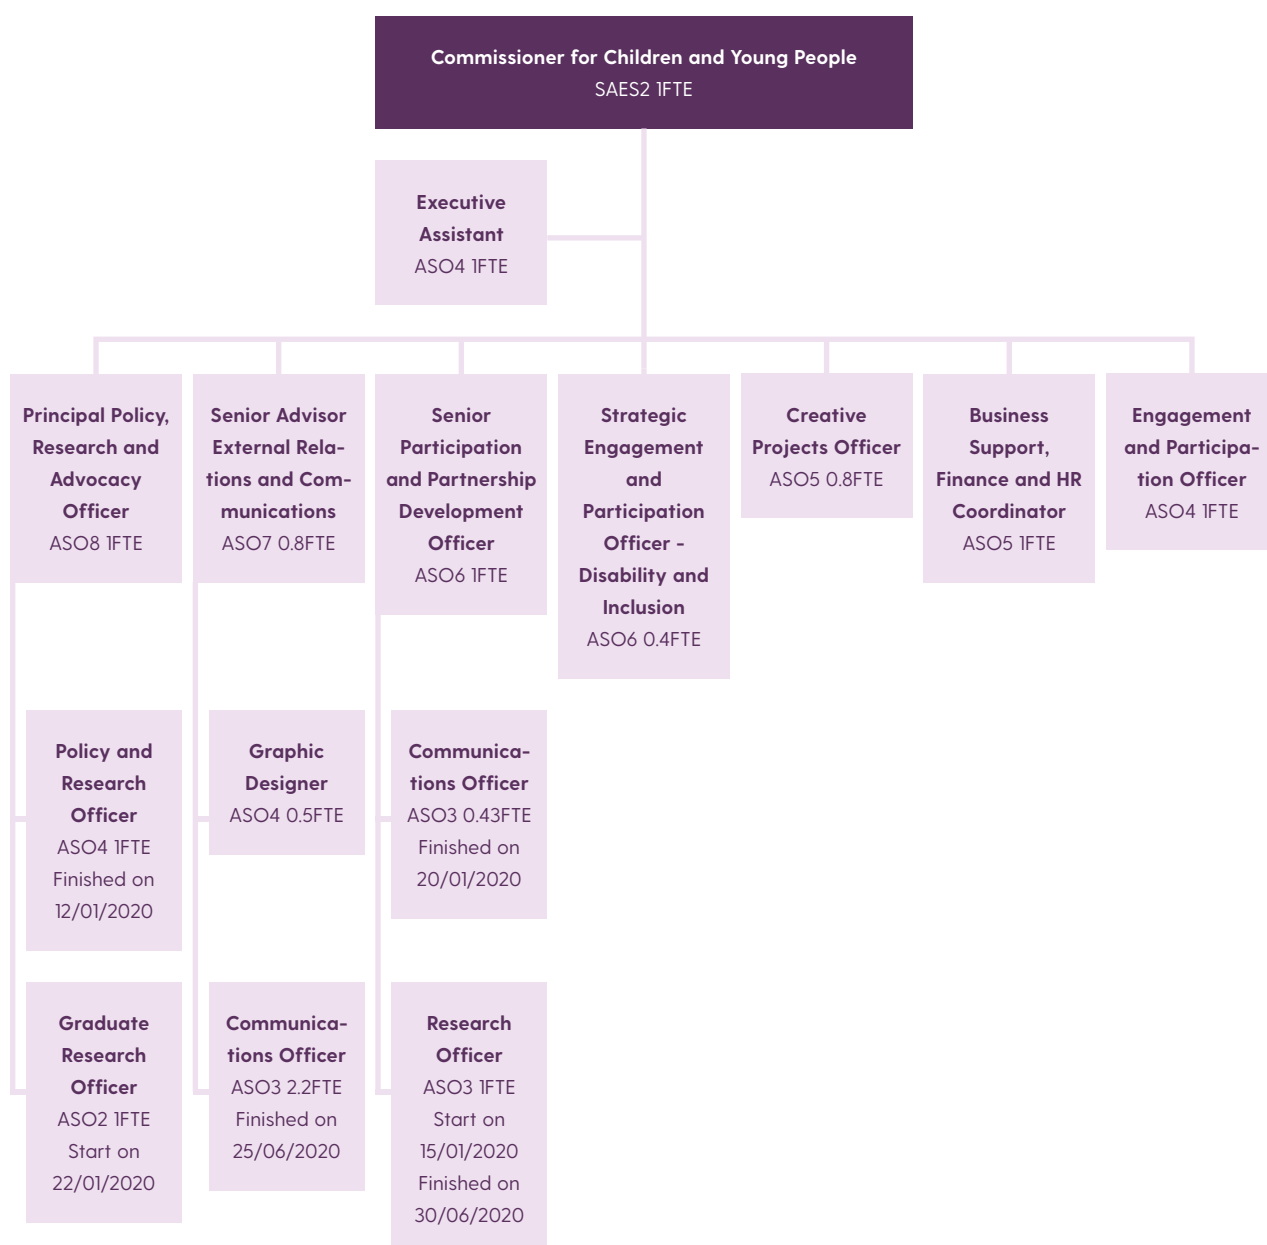 Commissioner for Children and Young People
SAES2 1FTE
Executive
Assistant
ASO4 1FTE
Principal Policy,
Research and
Advocacy
Officer
ASO8 1FTE
Senior Advisor
External Rela-
tions and Com-
munications
ASO7 0.8FTE
Senior
Participation
and Partnership
Development
Officer
ASO6 1FTE
Strategic
Engagement
and
Participation
Officer -
Disability and
Inclusion
ASO6 0.4FTE
Creative
Projects Officer
ASO5 0.8FTE
Business
Support,
Finance and HR
Coordinator
ASO5 1FTE
Engagement
and Participa-
tion Officer
ASO4 1FTE
Policy and
Research
Officer
ASO4 1FTE
Finished on
12/01/2020
Graphic
Designer
ASO4 0.5FTE
Communica-
tions Officer
ASO3 0.43FTE
Finished on
20/01/2020
Graduate
Research
Officer
ASO2 1FTE
Start on
22/01/2020
Communica-
tions Officer
ASO3 2.2FTE
Finished on
25/06/2020
Research
Officer
ASO3 1FTE
Start on
15/01/2020
Finished on
30/06/2020